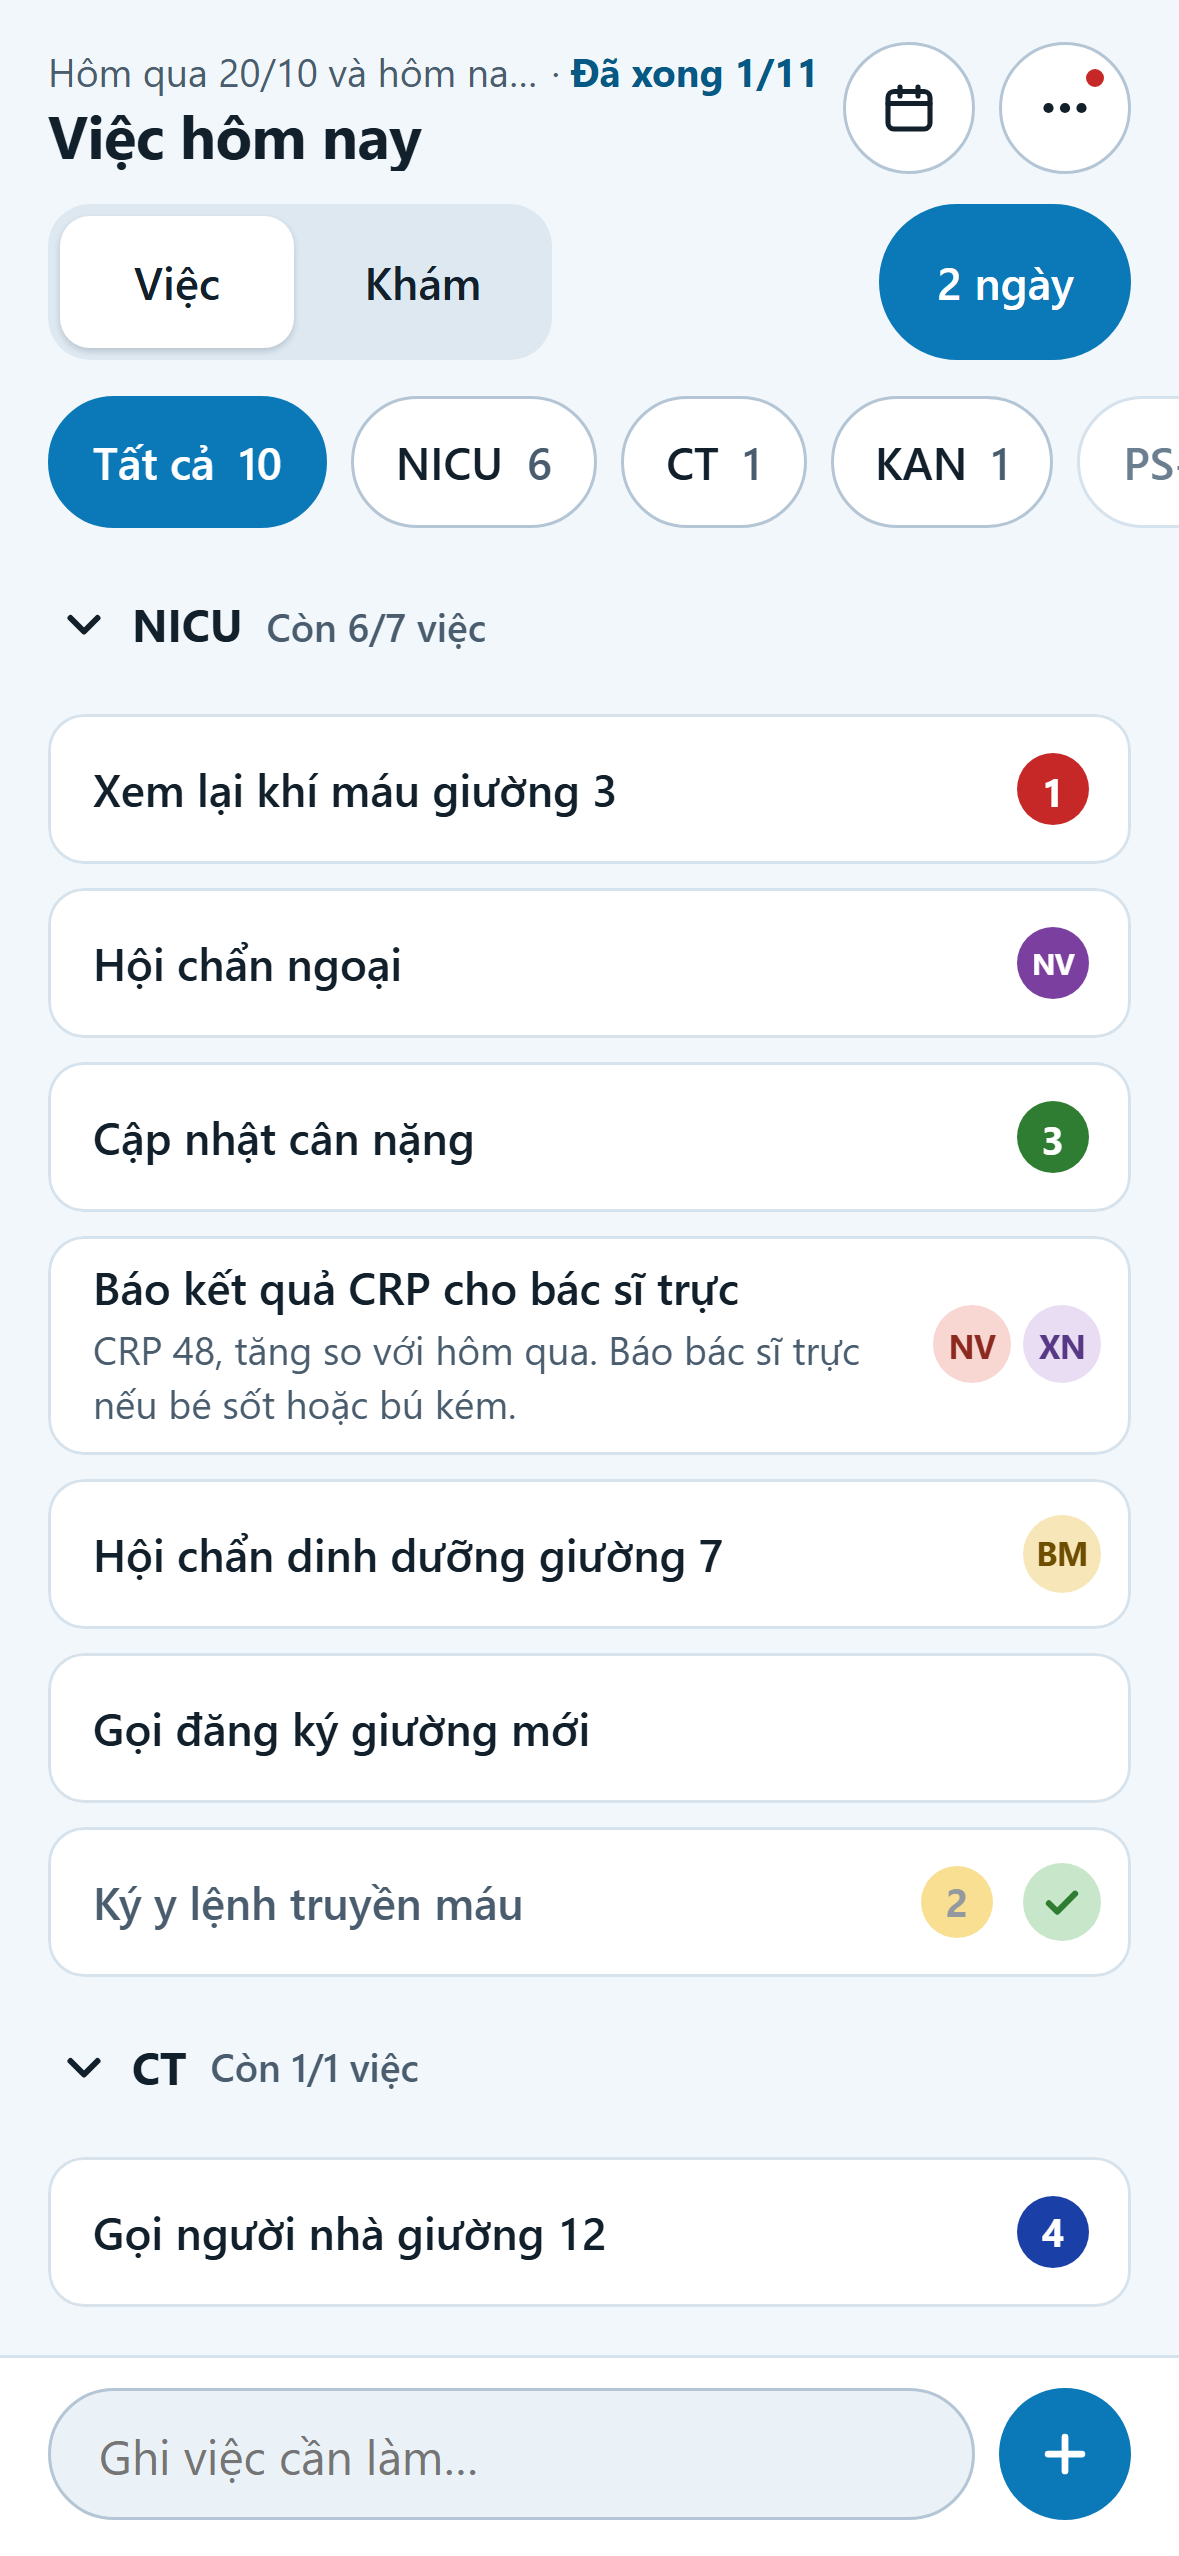 Hôm qua 20/10 và hôm na... · Đã xong 1/11
Việc hôm nay
Việc Khám 2 ngày
Tất cả 10 NICU 6 CT 1 KAN 1 PS-
NICU Còn 6/7 việc
Xem lại khí máu giường 3 1
Hội chẩn ngoại NV
Cập nhật cân nặng 3
Báo kết quả CRP cho bác sĩ trực
CRP 48, tăng so với hôm qua. Báo bác sĩ trực NV XN
nếu bé sốt hoặc bú kém.
Hội chẩn dinh dưỡng giường 7 BM
Gọi đăng ký giường mới
Ký y lệnh truyền máu 2
CT Còn 1/1 việc
Gọi người nhà giường 12 4
Ghi việc cần làm...